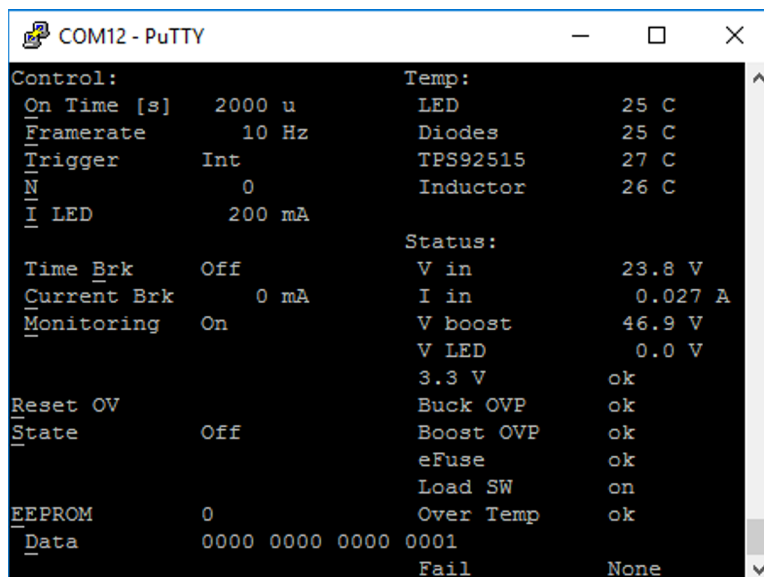 COM12 - PuTTY
Control: Temp:
On Time [s] 2000 u LED 25 C
Framerate 10 Hz Diodes 25 C
Trigger Int TPS92515 27 C
N 0 Inductor 26 C
I LED 200 mA
Status:
Time Brk Off V in 23.8 V
Current Brk 0 mA I in 0.027 A
Monitoring On V boost 46.9 V
V LED 0.0 V
3.3 V ok
Reset OV Buck OVP ok
State Off Boost OVP ok
eFuse ok
Load SW on
EEPROM 0 Over Temp ok
Data 0000 0000 0000 0001
Fail None